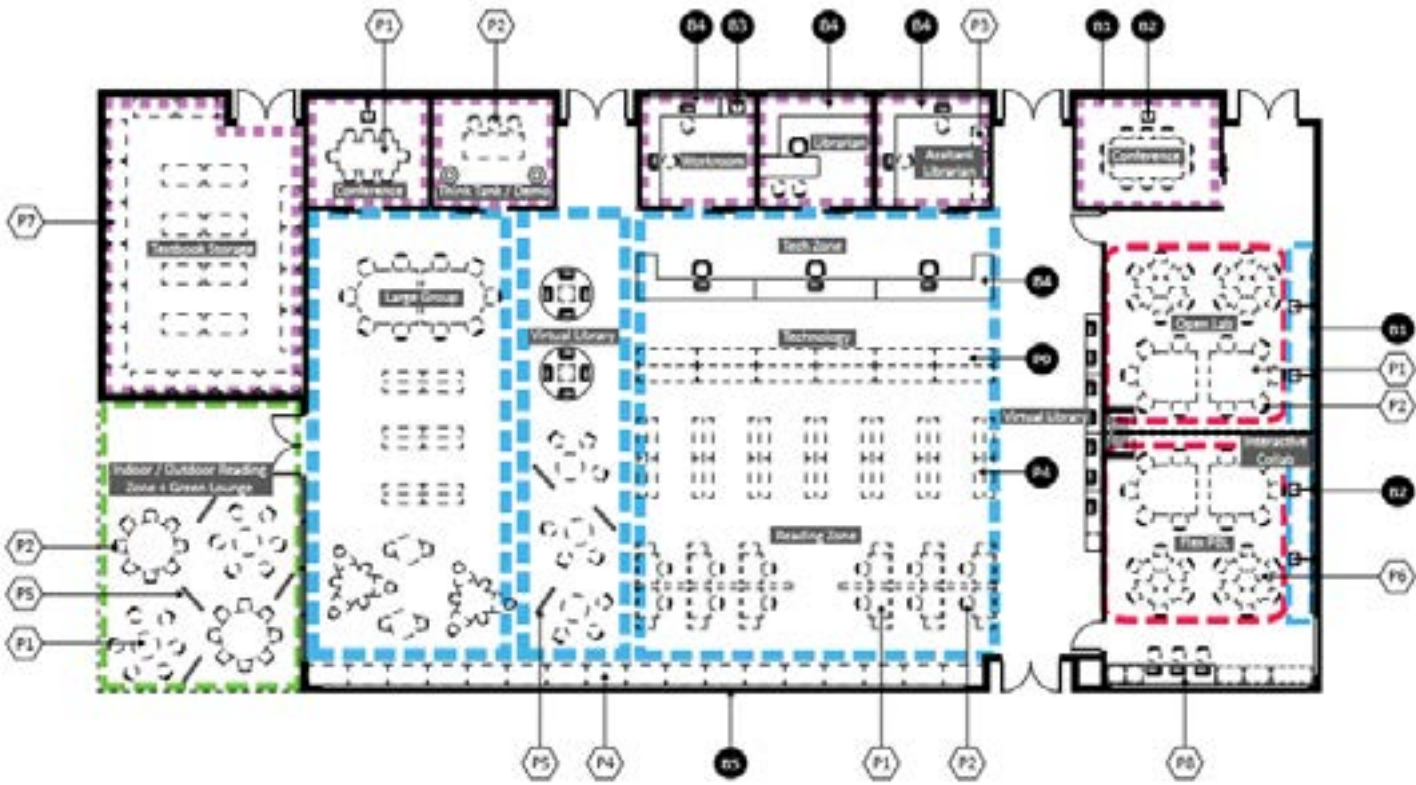 P1
P2
B4
B3
B4
B4
P3
B1
B2
Workroom
Librarian
Assitant
Librarian
Conference
Conference
Think Tank / Demo
P7
Textbook Storage
Tech Zone
Large Group
Virtual Library
Technology
Open Lab
B1
P9
P1
P2
Virtual Library
Interactive
Collab
Indoor / Outdoor Reading
Zone + Green Lounge
P4
B2
Reading Zone
Flex PBL
P2
P5
P1
P6
P5
P4
B5
P1
P2
P8